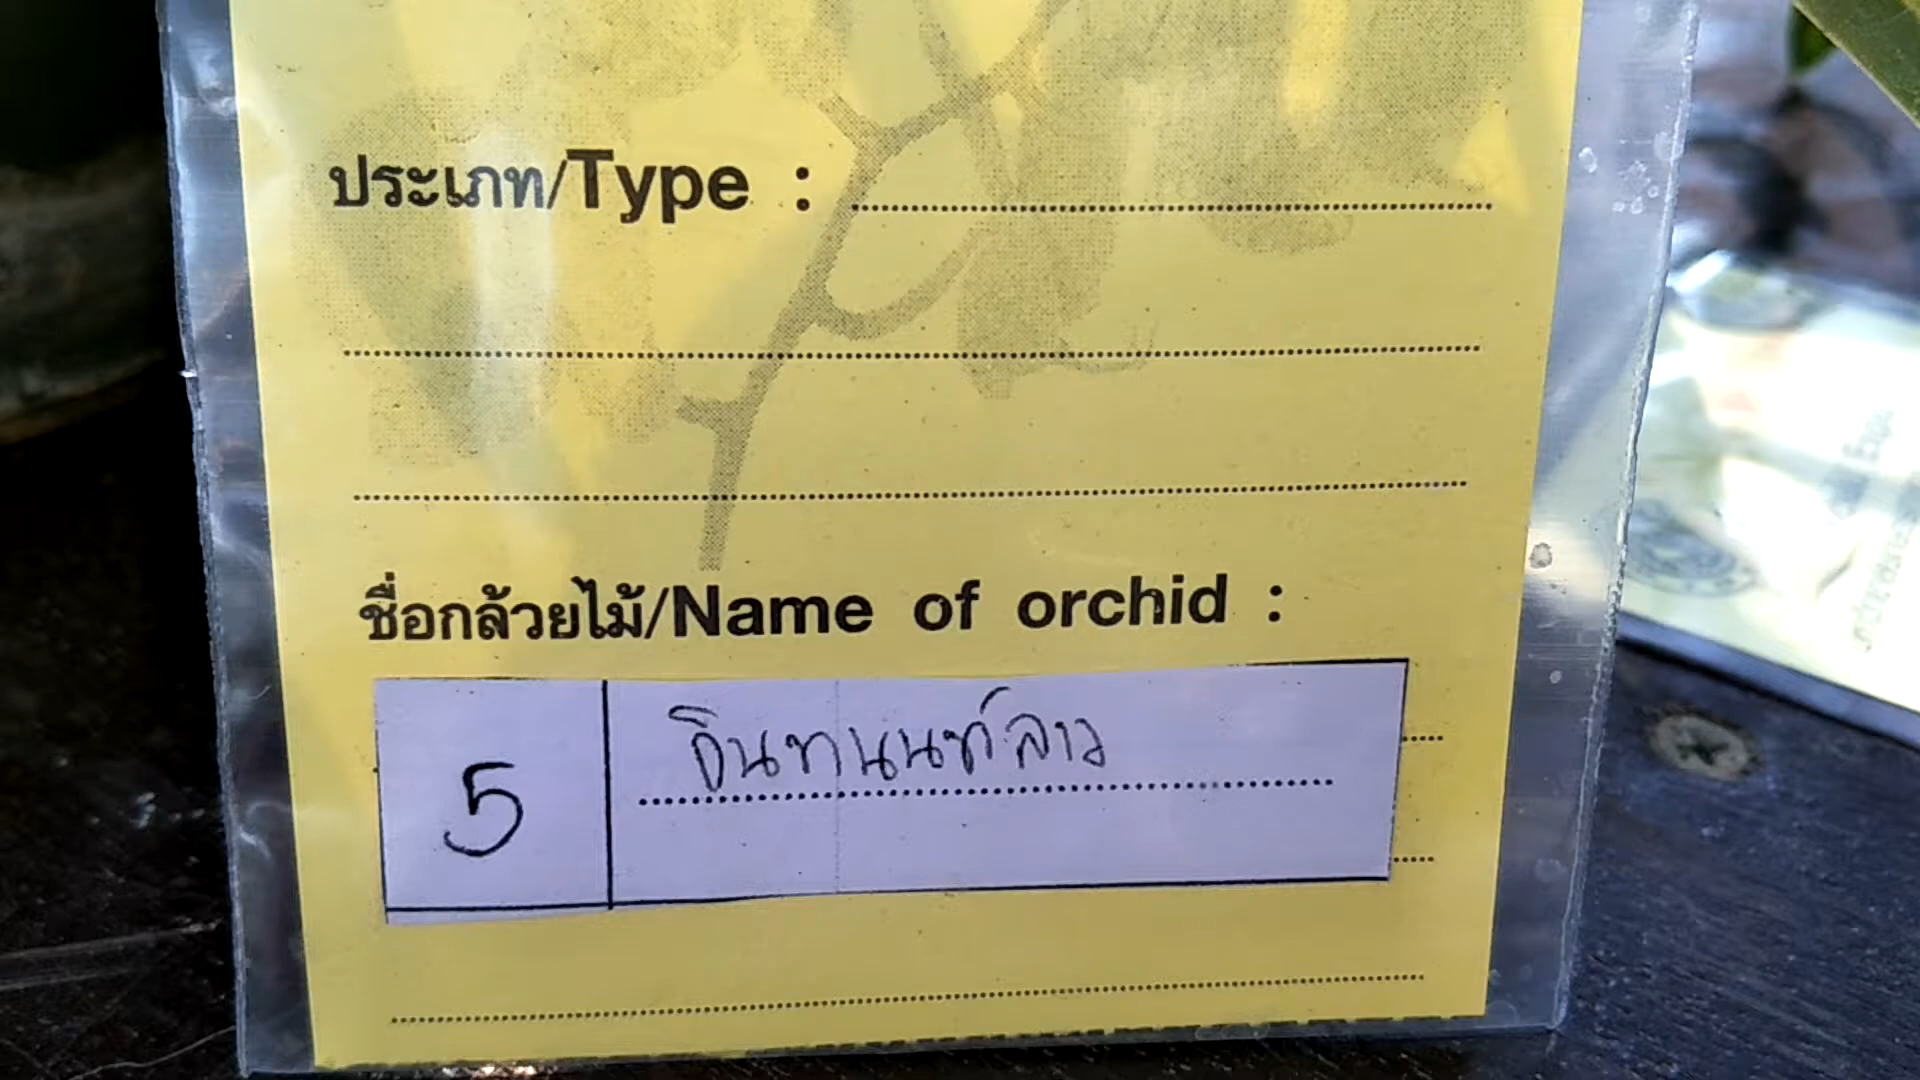 ประเภท/Type :
ชื่อกล้วยไม้/Name of orchid :
5 อินทนนท์ลาว